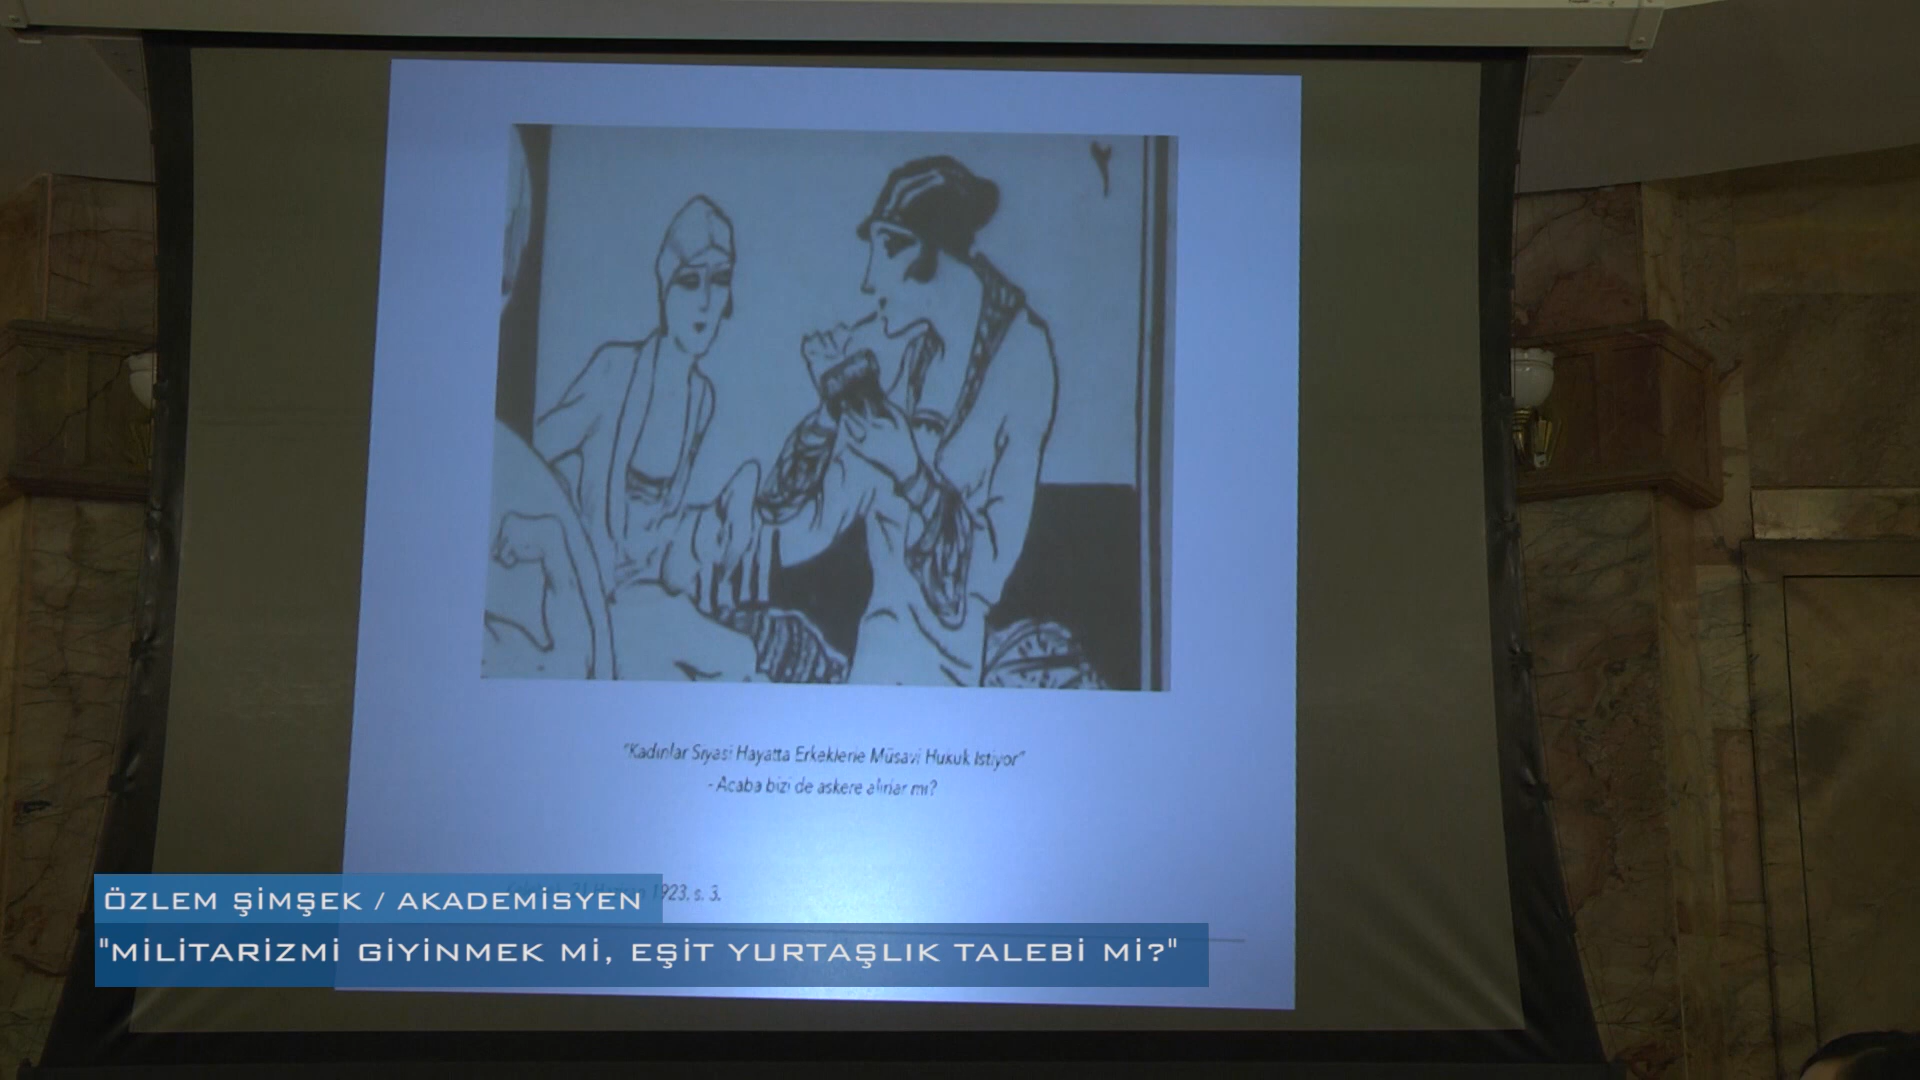 "Kadınlar Siyasi Hayatta Erkeklerle Müsavi Hukuk İstiyor"
- Acaba bizi de askere alırlar mı?
1923. s. 3.
ÖZLEM ŞİMŞEK / AKADEMİSYEN
"MİLİTARİZMİ GİYİNMEK Mİ, EŞİT YURTAŞLIK TALEBİ Mİ?"